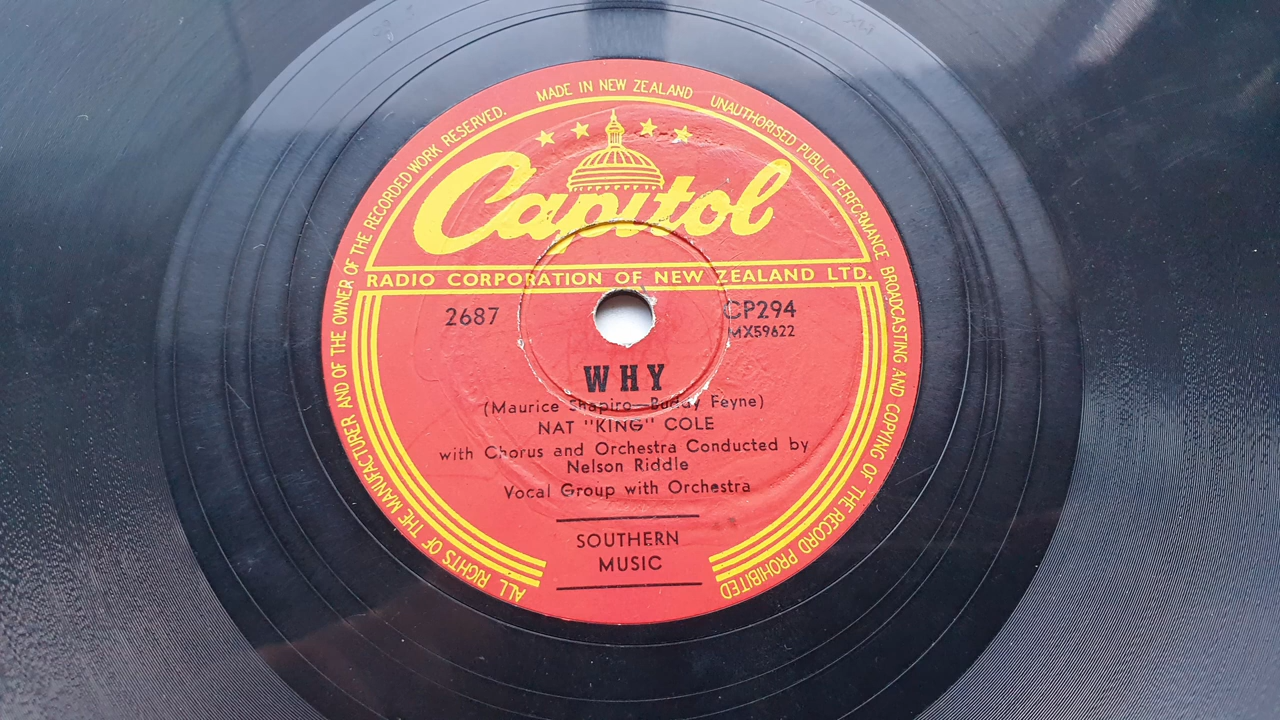 ALL RIGHTS OF THE MANUFACTURER AND OF THE OWNER OF THE RECORDED WORK RESERVED. MADE IN NEW ZEALAND UNAUTHORISED PUBLIC PERFORMANCE BROADCASTING AND COPYING OF THE RECORD PROHIBITED
Capitol
RADIO CORPORATION OF NEW ZEALAND LTD.
2687 CP294
MX59622
WHY
(Maurice Shapiro—Buddy Feyne)
NAT "KING" COLE
with Chorus and Orchestra Conducted by
Nelson Riddle
Vocal Group with Orchestra
SOUTHERN
MUSIC